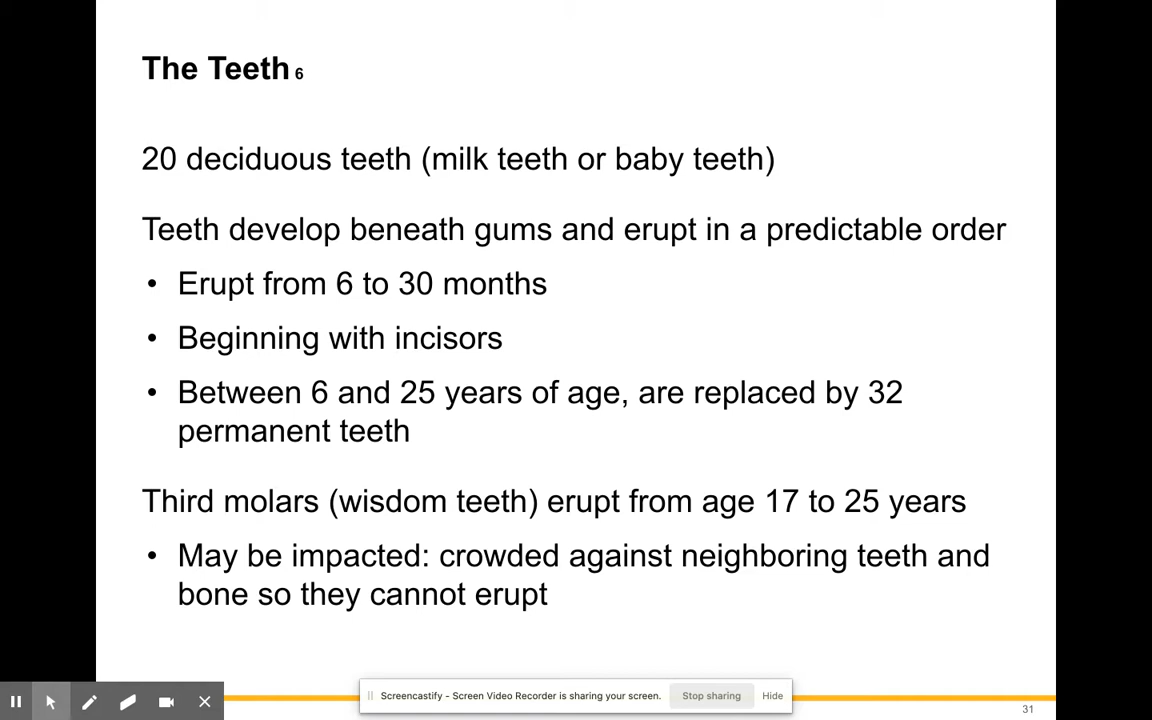 The Teeth 6
20 deciduous teeth (milk teeth or baby teeth)
Teeth develop beneath gums and erupt in a predictable order
• Erupt from 6 to 30 months
• Beginning with incisors
• Between 6 and 25 years of age, are replaced by 32
permanent teeth
Third molars (wisdom teeth) erupt from age 17 to 25 years
• May be impacted: crowded against neighboring teeth and
bone so they cannot erupt
Screencastify - Screen Video Recorder is sharing your screen. Stop sharing Hide
31